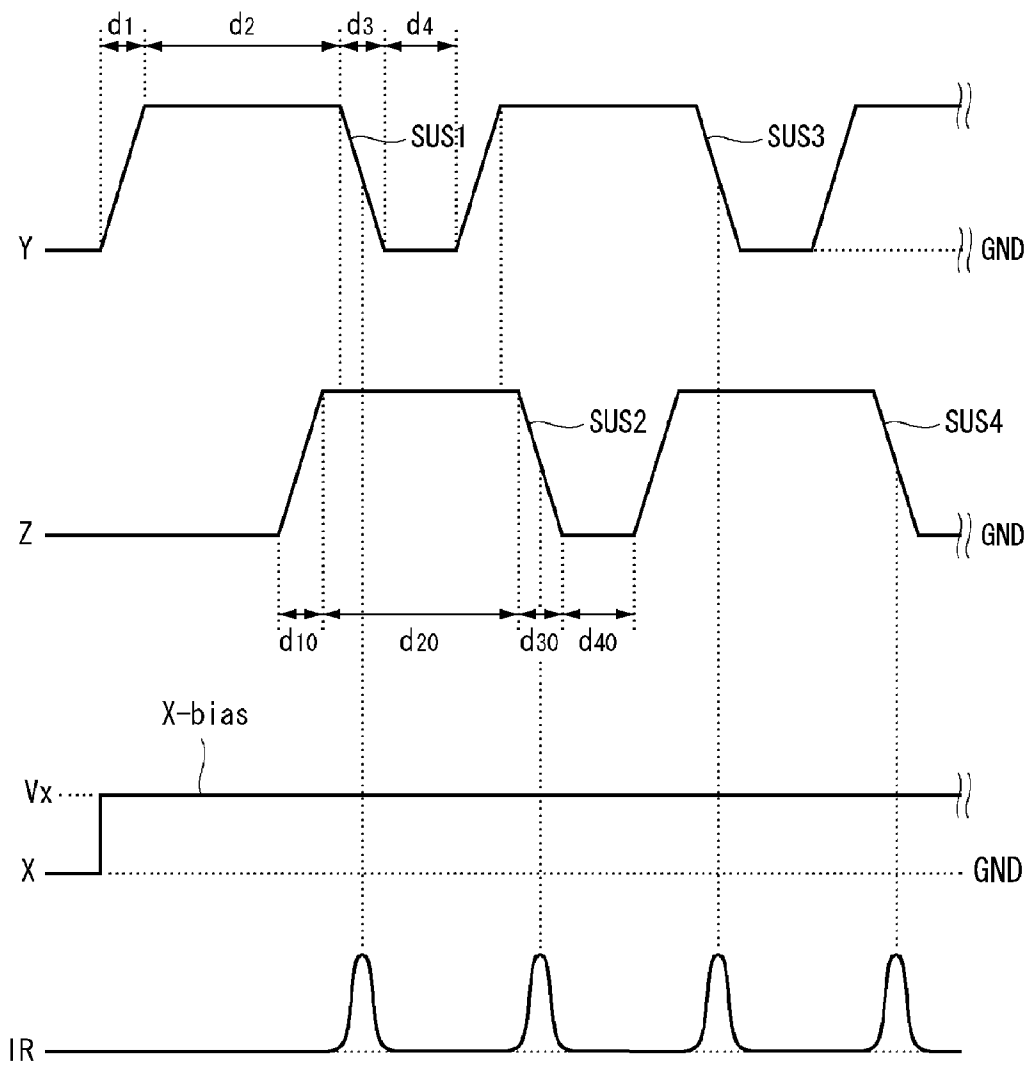 d1 d2 d3 d4
SUS1 SUS3
Y GND
SUS2 SUS4
Z GND
d10 d20 d30 d40
X-bias
Vx
X GND
IR